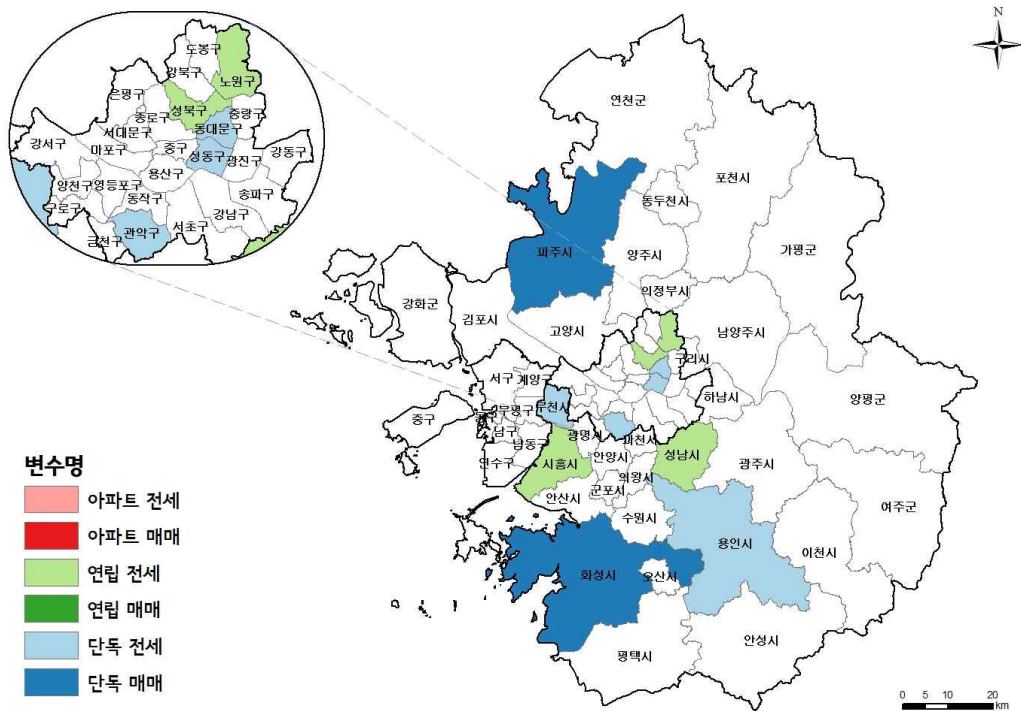 도봉구
강북구
노원구
은평구
성북구
종로구
중랑구
서대문구
동대문구
강서구
마포구
중구
성동구
광진구
강동구
용산구
양천구
영등포구
송파구
동작구
구로구
강남구
서초구
관악구
금천구
N
연천군
포천시
동두천시
파주시
양주시
가평군
의정부시
강화군
김포시
고양시
남양주시
구리시
서구
계양구
하남시
양평군
부평구
부천시
중구
남구
광명시
과천시
남동구
성남시
안양시
광주시
연수구
시흥시
의왕시
군포시
안산시
여주군
수원시
용인시
이천시
화성시
오산시
안성시
평택시
변수명
아파트 전세
아파트 매매
연립 전세
연립 매매
단독 전세
단독 매매
0 5 10 20
km